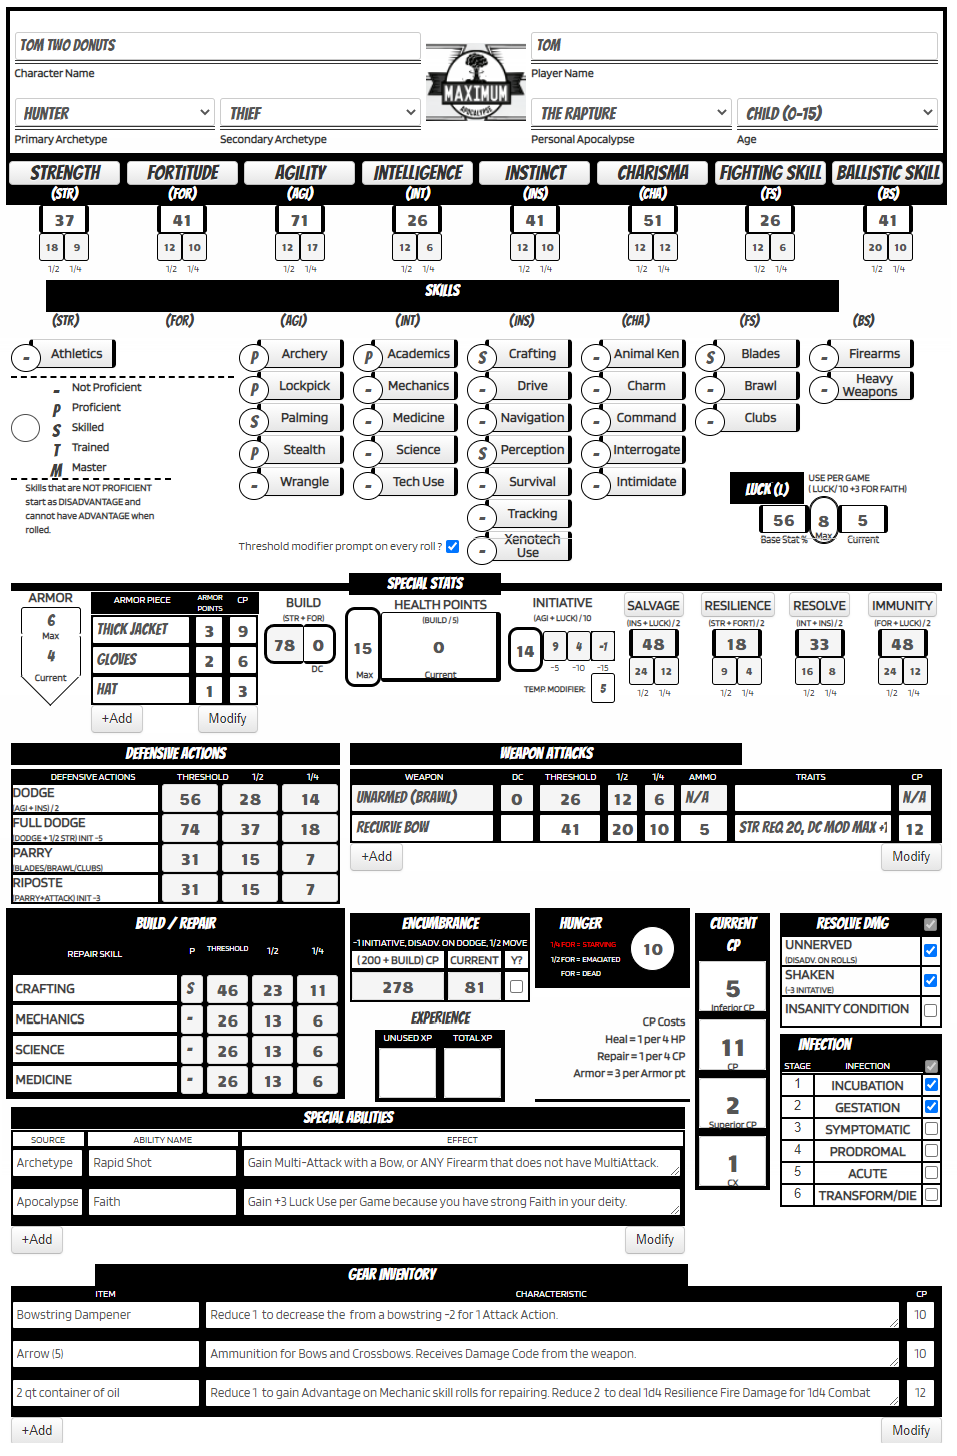 TOM TWO DONUTS
TOM
Character Name
Player Name
MAXIMUM
APOCALYPSE
HUNTER THIEF THE RAPTURE CHILD (0-15)
Primary Archetype Secondary Archetype Personal Apocalypse Age
STRENGTH FORTITUDE AGILITY INTELLIGENCE INSTINCT CHARISMA FIGHTING SKILL BALLISTIC SKILL
(STR) (FOR) (AGI) (INT) (INS) (CHA) (FS) (BS)
37 41 71 26 41 51 26 41
18 9 12 10 12 17 12 6 12 10 12 12 12 6 20 10
1/2 1/4 1/2 1/4 1/2 1/4 1/2 1/4 1/2 1/4 1/2 1/4 1/2 1/4 1/2 1/4
SKILLS
(STR) (FOR) (AGI) (INT) (INS) (CHA) (FS) (BS)
- Athletics P Archery P Academics S Crafting - Animal Ken S Blades - Firearms
P Lockpick - Mechanics - Drive - Charm - Brawl - Heavy Weapons
S Palming - Medicine - Navigation - Command - Clubs
P Stealth - Science S Perception - Interrogate
- Wrangle - Tech Use - Survival - Intimidate
- Tracking
- Xenotech Use
- Not Proficient
P Proficient
S Skilled
T Trained
M Master
Skills that are NOT PROFICIENT
start as DISADVANTAGE and
cannot have ADVANTAGE when
rolled.
Threshold modifier prompt on every roll ?
LUCK (L)
USE PER GAME
( LUCK/ 10 +3 FOR FAITH)
56 8 5
Base Stat % Max Current
SPECIAL STATS
ARMOR
6
Max
4
Current
ARMOR PIECE ARMOR POINTS CP
THICK JACKET 3 9
GLOVES 2 6
HAT 1 3
+Add Modify
BUILD
(STR + FOR)
78 0
DC
HEALTH POINTS
(BUILD / 5)
15 0
Max Current
INITIATIVE
(AGI + LUCK) / 10
14 9 4 -1
-5 -10 -15
TEMP. MODIFIER: 5
SALVAGE RESILIENCE RESOLVE IMMUNITY
(INS + LUCK) / 2 (STR + FORT) / 2 (INT + INS) / 2 (FOR + LUCK) / 2
48 18 33 48
24 12 9 4 16 8 24 12
1/2 1/4 1/2 1/4 1/2 1/4 1/2 1/4
DEFENSIVE ACTIONS
DEFENSIVE ACTIONS THRESHOLD 1/2 1/4
DODGE 56 28 14
(AGI + INS) / 2
FULL DODGE 74 37 18
(DODGE + 1/2 STR) INIT -5
PARRY 31 15 7
(BLADES/BRAWL/CLUBS)
RIPOSTE 31 15 7
(PARRY+ATTACK) INIT -3
WEAPON ATTACKS
WEAPON DC THRESHOLD 1/2 1/4 AMMO TRAITS CP
UNARMED (BRAWL) 0 26 12 6 N/A N/A
RECURVE BOW 41 20 10 5 STR REQ 20, DC MOD MAX +1 12
+Add Modify
BUILD / REPAIR
REPAIR SKILL P THRESHOLD 1/2 1/4
CRAFTING S 46 23 11
MECHANICS - 26 13 6
SCIENCE - 26 13 6
MEDICINE - 26 13 6
ENCUMBRANCE
-1 INITIATIVE, DISADV. ON DODGE, 1/2 MOVE
(200 + BUILD) CP CURRENT Y?
278 81
EXPERIENCE
UNUSED XP TOTAL XP
HUNGER
1/4 FOR = STARVING
1/2 FOR = EMACIATED
FOR = DEAD
10
CP Costs
Heal = 1 per 4 HP
Repair = 1 per 4 CP
Armor = 3 per Armor pt
CURRENT
CP
5
Inferior CP
11
CP
2
Superior CP
1
CX
RESOLVE DMG
UNNERVED
(DISADV. ON ROLLS)
SHAKEN
(-3 INITATIVE)
INSANITY CONDITION
INFECTION
STAGE INFECTION
1 INCUBATION
2 GESTATION
3 SYMPTOMATIC
4 PRODROMAL
5 ACUTE
6 TRANSFORM/DIE
SPECIAL ABILITIES
SOURCE ABILITY NAME EFFECT
Archetype Rapid Shot Gain Multi-Attack with a Bow, or ANY Firearm that does not have MultiAttack.
Apocalypse Faith Gain +3 Luck Use per Game because you have strong Faith in your deity.
+Add Modify
GEAR INVENTORY
ITEM CHARACTERISTIC CP
Bowstring Dampener Reduce 1 to decrease the from a bowstring -2 for 1 Attack Action. 10
Arrow (5) Ammunition for Bows and Crossbows. Receives Damage Code from the weapon. 10
2 qt container of oil Reduce 1 to gain Advantage on Mechanic skill rolls for repairing. Reduce 2 to deal 1d4 Resilience Fire Damage for 1d4 Combat 12
+Add Modify